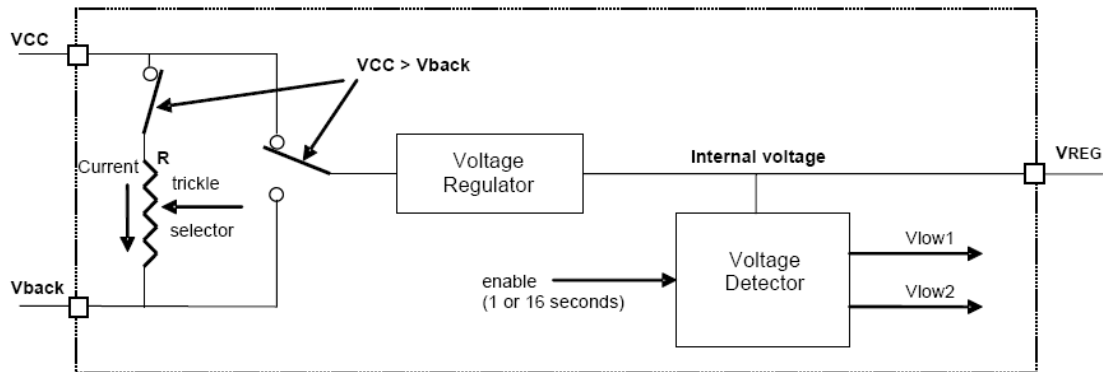 VCC
VCC > Vback
Current
R
trickle
selector
Vback
Voltage
Regulator
Internal voltage
VREG
enable
(1 or 16 seconds)
Voltage
Detector
Vlow1
Vlow2